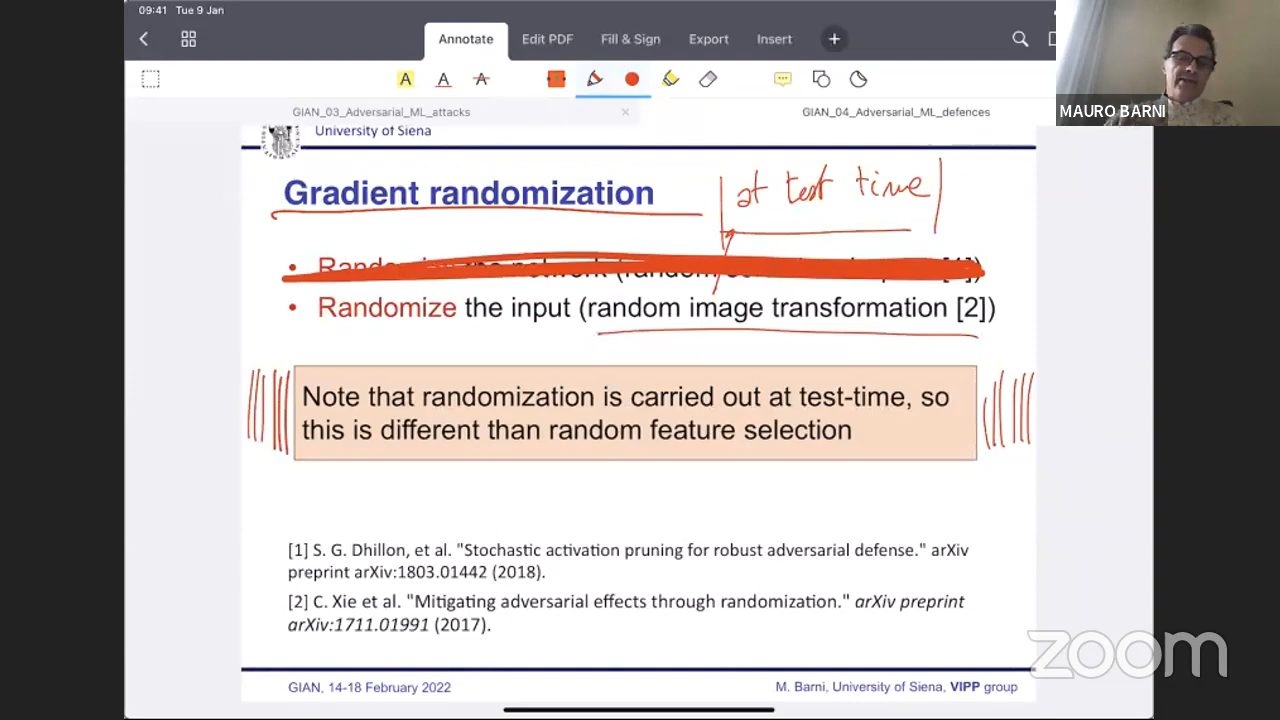 09:41 Tue 9 Jan
Annotate Edit PDF Fill & Sign Export Insert
A A A
GIAN_03_Adversarial_ML_attacks × GIAN_04_Adversarial_ML_defences
MAURO BARNI
University of Siena
Gradient randomization
at test time
• the network (random [1])
• Randomize the input (random image transformation [2])
Note that randomization is carried out at test-time, so
this is different than random feature selection
[1] S. G. Dhillon, et al. "Stochastic activation pruning for robust adversarial defense." arXiv
preprint arXiv:1803.01442 (2018).
[2] C. Xie et al. "Mitigating adversarial effects through randomization." arXiv preprint
arXiv:1711.01991 (2017).
zoom
GIAN, 14-18 February 2022 M. Barni, University of Siena, VIPP group